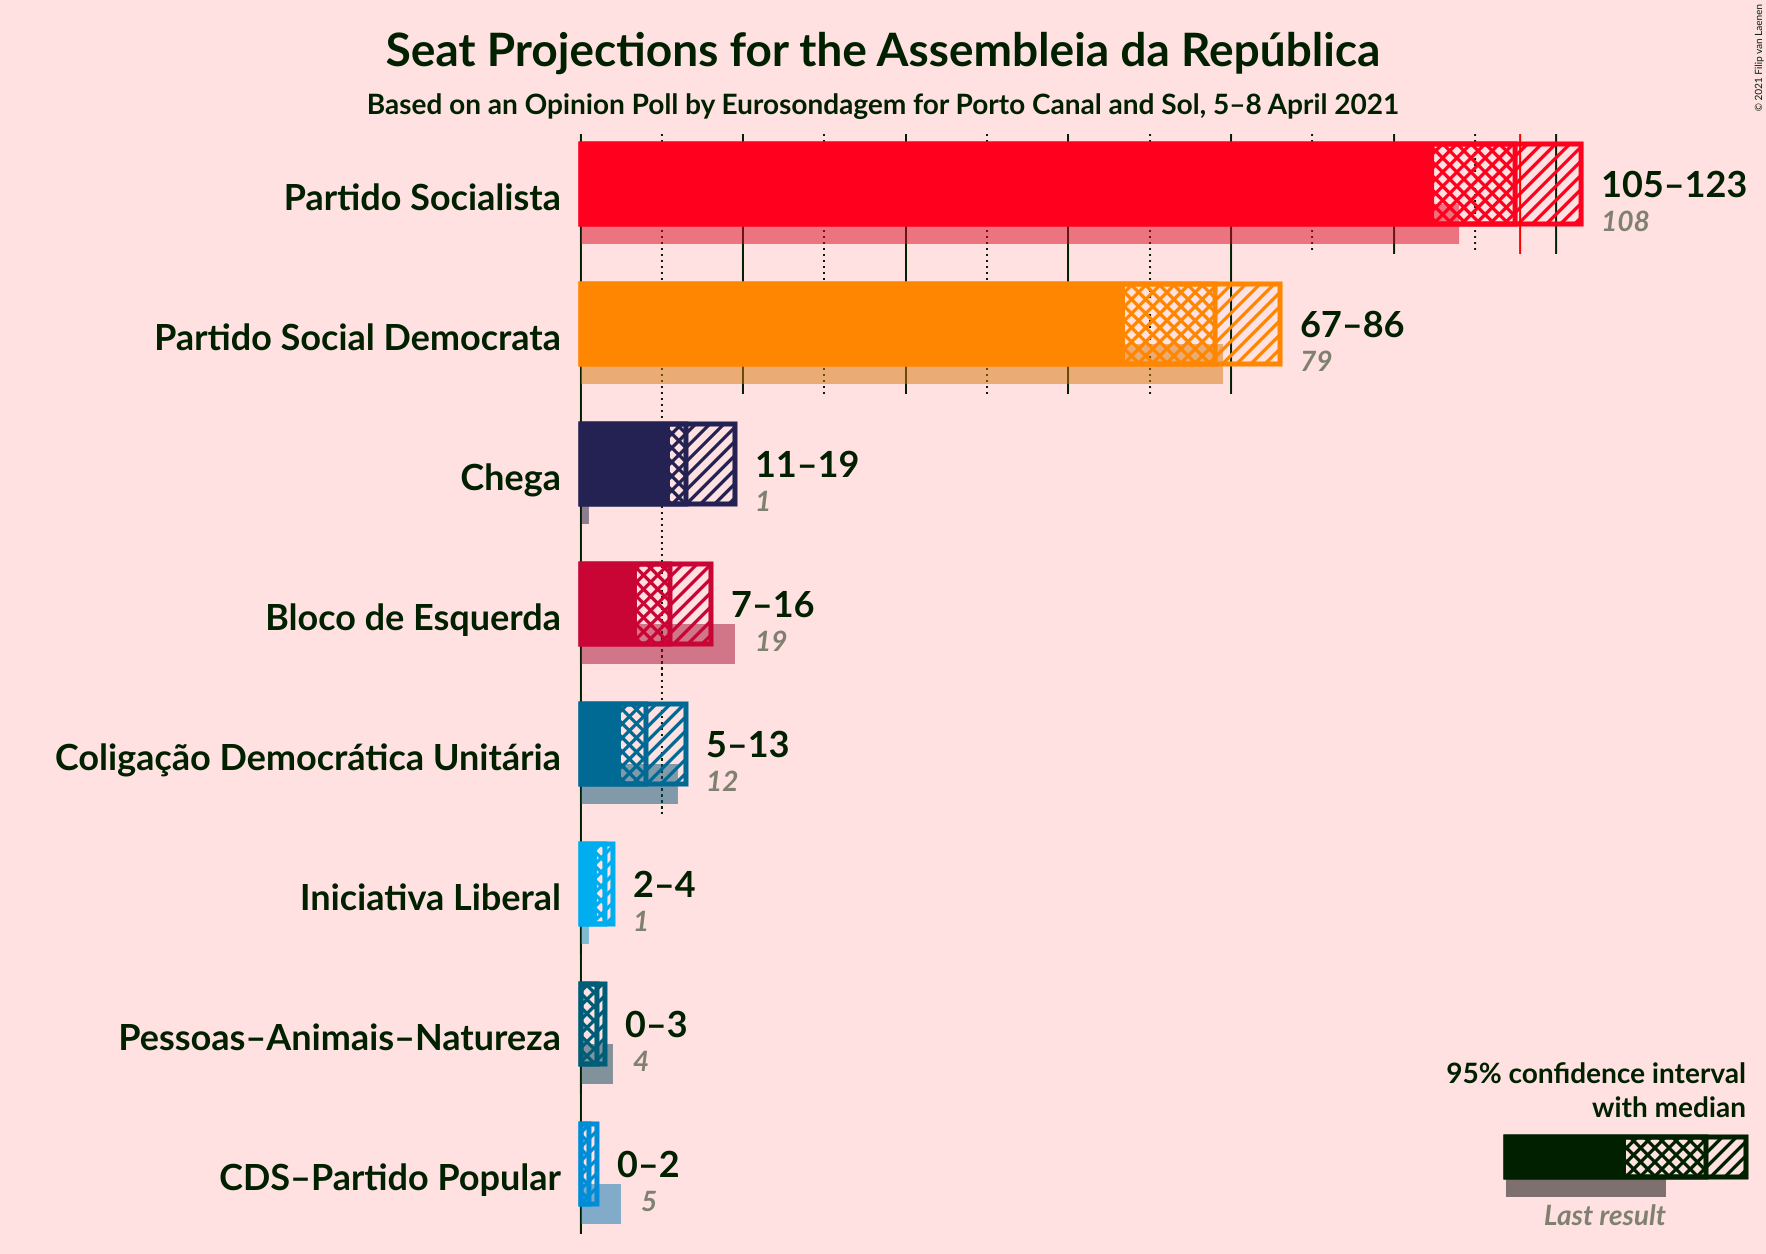 Seat Projections for the Assembleia da República
Based on an Opinion Poll by Eurosondagem for Porto Canal and Sol, 5–8 April 2021
© 2021 Filip van Laenen
Partido Socialista
105–123
108
Partido Social Democrata
67–86
79
Chega
11–19
1
Bloco de Esquerda
7–16
19
Coligação Democrática Unitária
5–13
12
Iniciativa Liberal
2–4
1
Pessoas–Animais–Natureza
0–3
4
CDS–Partido Popular
0–2
5
95% confidence interval
with median
Last result